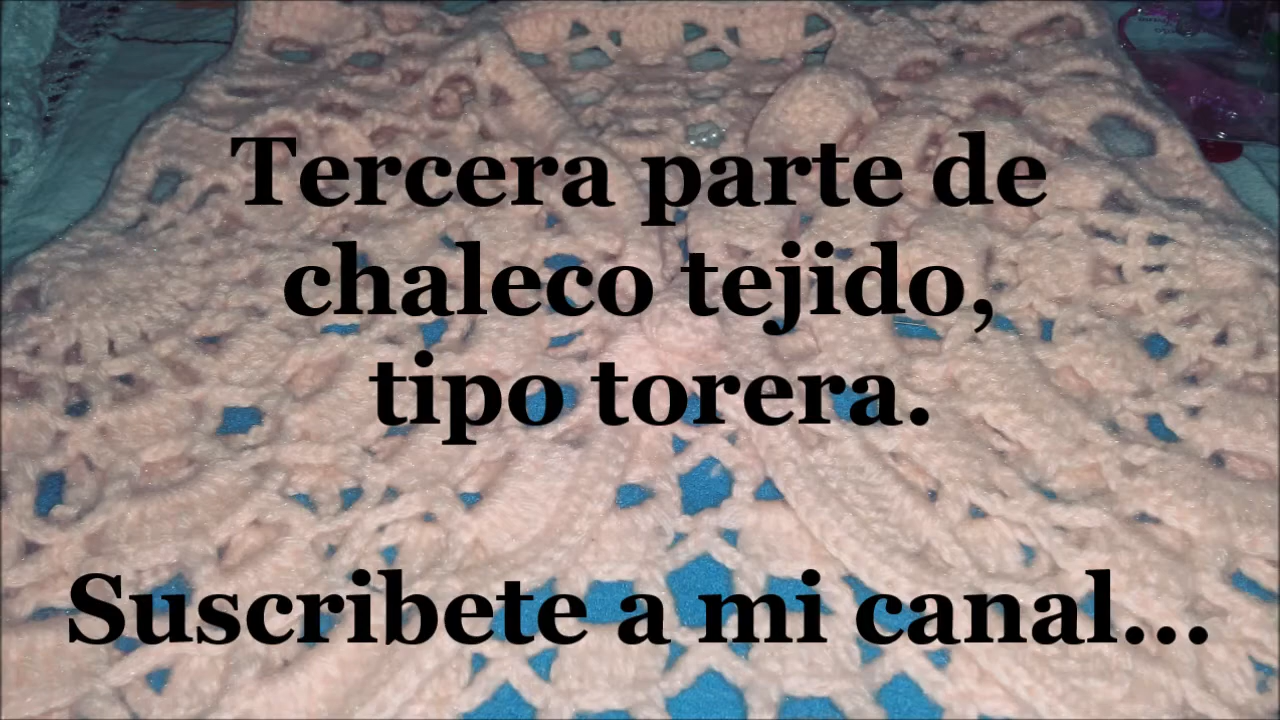 Tercera parte de
chaleco tejido,
tipo torera.
Suscribete a mi canal...